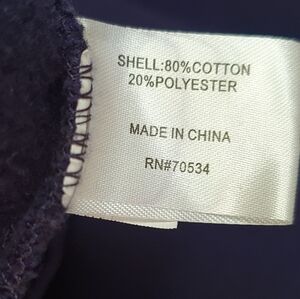 SHELL:80%COTTON
20%POLYESTER
MADE IN CHINA
RN#70534